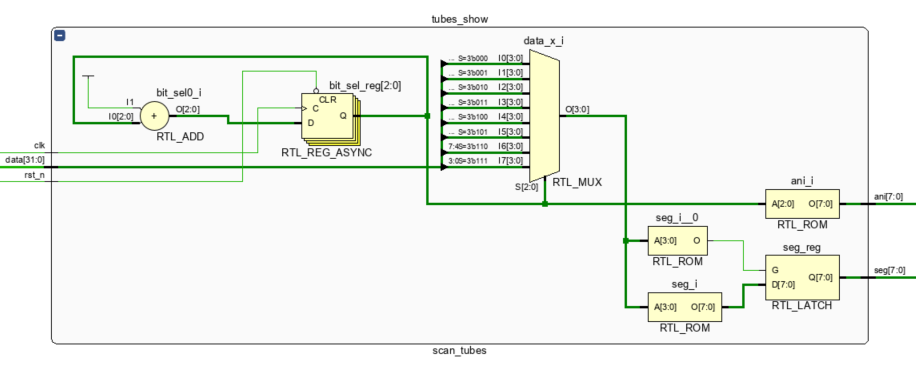 tubes_show
data_x_i
bit_sel0_i
I1
I0[2:0]
O[2:0]
+
RTL_ADD
bit_sel_reg[2:0]
CLR
C
D
Q
RTL_REG_ASYNC
... S=3'b000 I0[3:0]
... S=3'b001 I1[3:0]
... S=3'b010 I2[3:0]
... S=3'b011 I3[3:0]
... S=3'b100 I4[3:0]
... S=3'b101 I5[3:0]
7:4S=3'b110 I6[3:0]
3:0S=3'b111 I7[3:0]
O[3:0]
S[2:0]
RTL_MUX
clk
data[31:0]
rst_n
ani_i
A[2:0] O[7:0]
RTL_ROM
ani[7:0]
seg_i__0
A[3:0] O
RTL_ROM
seg_i
A[3:0] O[7:0]
RTL_ROM
seg_reg
G
D[7:0]
Q[7:0]
RTL_LATCH
seg[7:0]
scan_tubes